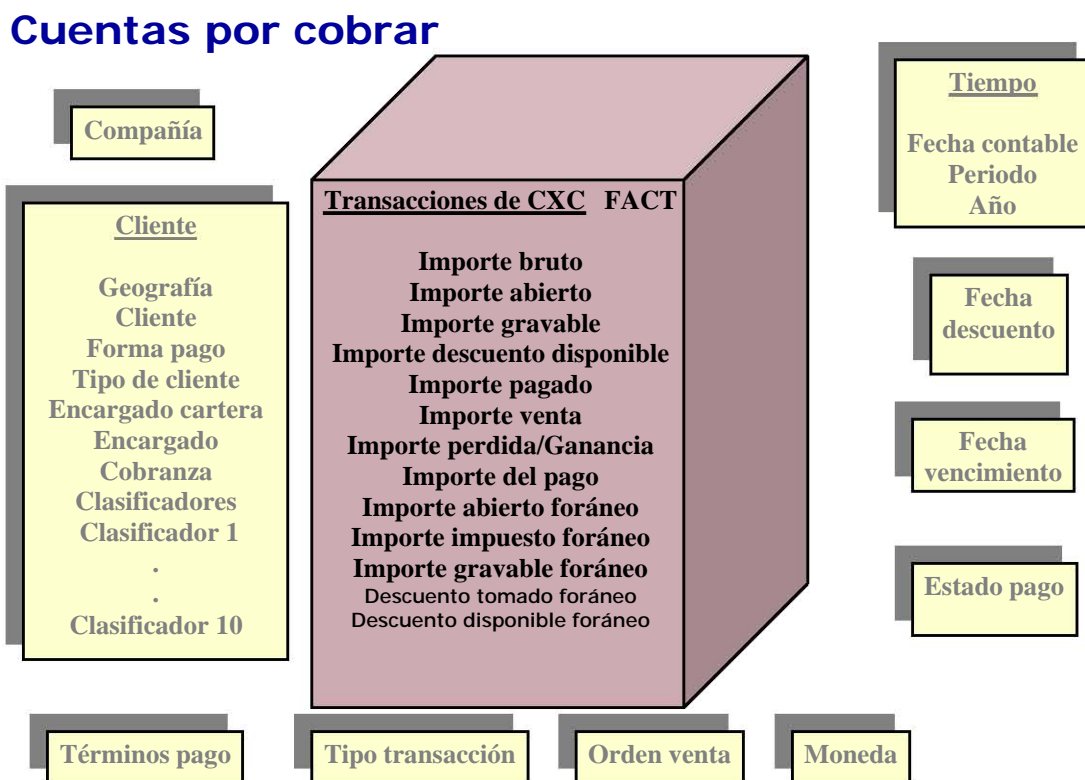 Cuentas por cobrar
Compañía
Cliente
Geografía
Cliente
Forma pago
Tipo de cliente
Encargado cartera
Encargado
Cobranza
Clasificadores
Clasificador 1
.
.
Clasificador 10
Transacciones de CXC FACT
Importe bruto
Importe abierto
Importe gravable
Importe descuento disponible
Importe pagado
Importe venta
Importe perdida/Ganancia
Importe del pago
Importe abierto foráneo
Importe impuesto foráneo
Importe gravable foráneo
Descuento tomado foráneo
Descuento disponible foráneo
Tiempo
Fecha contable
Periodo
Año
Fecha
descuento
Fecha
vencimiento
Estado pago
Términos pago
Tipo transacción
Orden venta
Moneda